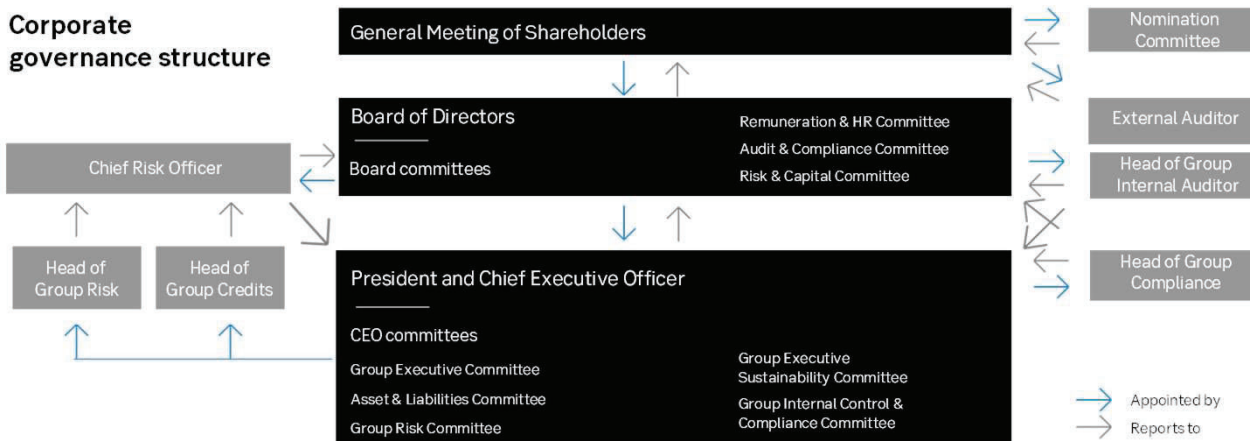 Corporate
governance structure
General Meeting of Shareholders
Nomination
Committee
Board of Directors
Board committees
Remuneration & HR Committee
Audit & Compliance Committee
Risk & Capital Committee
External Auditor
Head of Group
Internal Auditor
Chief Risk Officer
Head of
Group Risk
Head of
Group Credits
President and Chief Executive Officer
CEO committees
Group Executive Committee
Asset & Liabilities Committee
Group Risk Committee
Group Executive
Sustainability Committee
Group Internal Control &
Compliance Committee
Head of Group
Compliance
Appointed by
Reports to